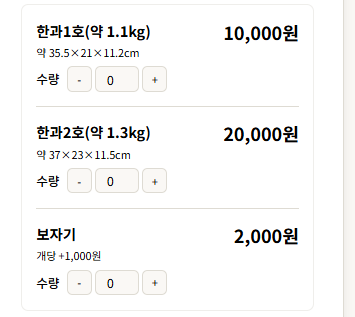 한과1호(약 1.1kg) 10,000원
약 35.5×21×11.2cm
수량 - 0 +
한과2호(약 1.3kg) 20,000원
약 37×23×11.5cm
수량 - 0 +
보자기 2,000원
개당 +1,000원
수량 - 0 +